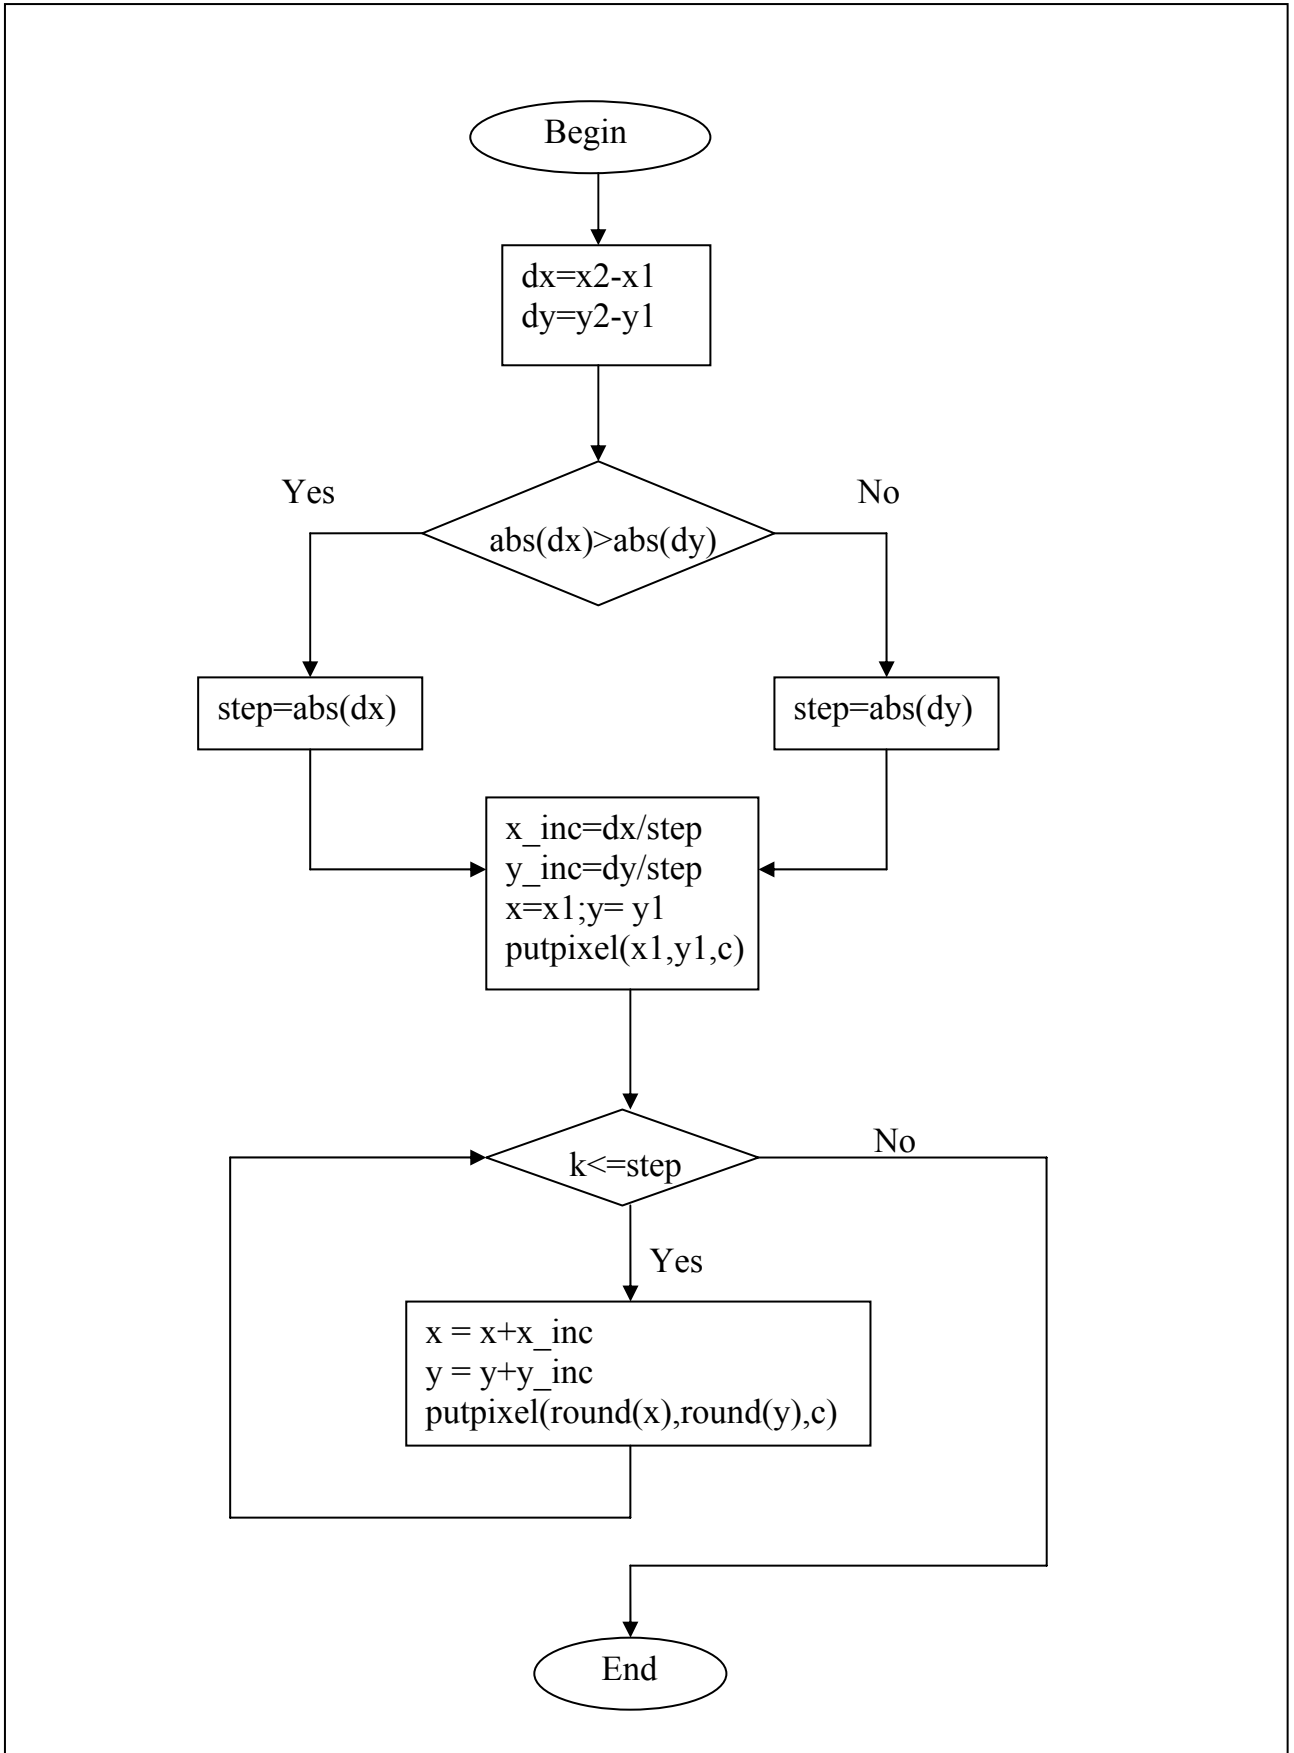 Begin
dx=x2-x1
dy=y2-y1
Yes
No
abs(dx)>abs(dy)
step=abs(dx)
step=abs(dy)
x_inc=dx/step
y_inc=dy/step
x=x1;y= y1
putpixel(x1,y1,c)
No
k<=step
Yes
x = x+x_inc
y = y+y_inc
putpixel(round(x),round(y),c)
End